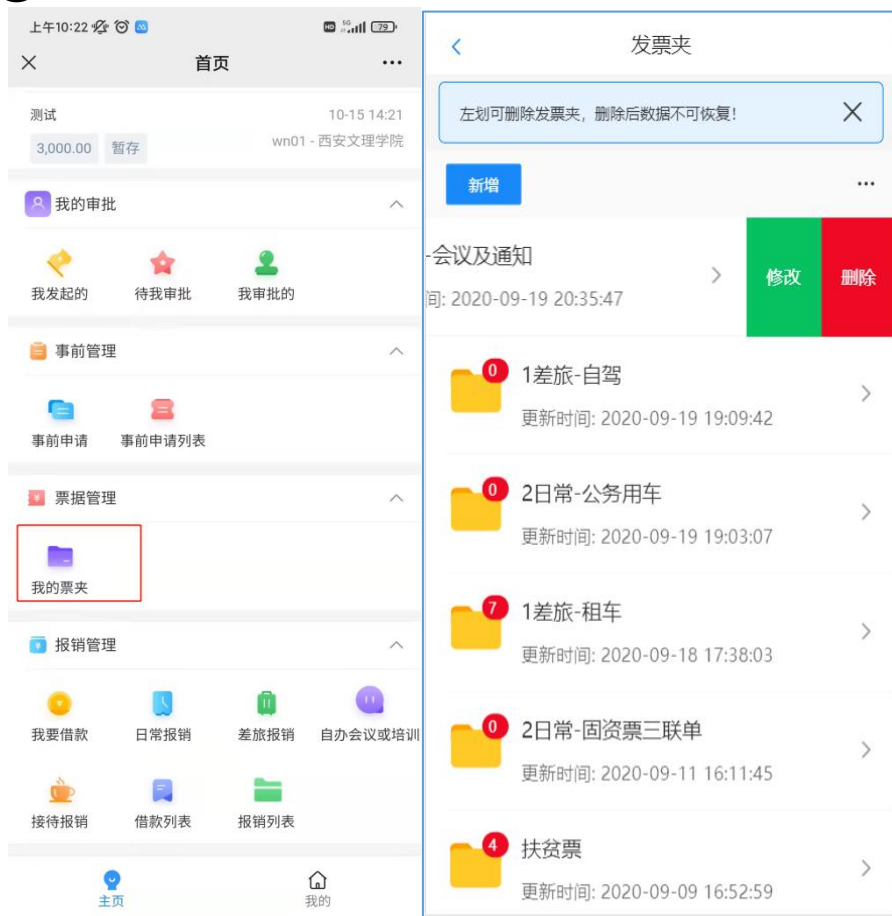 上午10:22
HD 5G 79
首页
测试
10-15 14:21
3,000.00 暂存
wn01 - 西安文理学院
我的审批
我发起的 待我审批 我审批的
事前管理
事前申请 事前申请列表
票据管理
我的票夹
报销管理
我要借款 日常报销 差旅报销 自办会议或培训
接待报销 借款列表 报销列表
主页 我的
发票夹
左划可删除发票夹，删除后数据不可恢复！
新增
-会议及通知
间: 2020-09-19 20:35:47
修改 删除
0 1差旅-自驾
更新时间: 2020-09-19 19:09:42
0 2日常-公务用车
更新时间: 2020-09-19 19:03:07
7 1差旅-租车
更新时间: 2020-09-18 17:38:03
0 2日常-固资票三联单
更新时间: 2020-09-11 16:11:45
4 扶贫票
更新时间: 2020-09-09 16:52:59